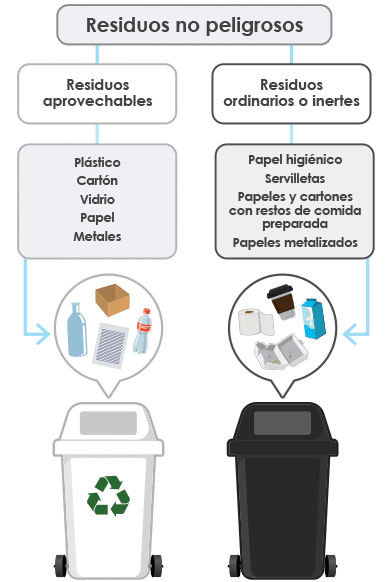 Residuos no peligrosos
Residuos
aprovechables
Plástico
Cartón
Vidrio
Papel
Metales
Residuos
ordinarios o inertes
Papel higiénico
Servilletas
Papeles y cartones
con restos de comida
preparada
Papeles metalizados